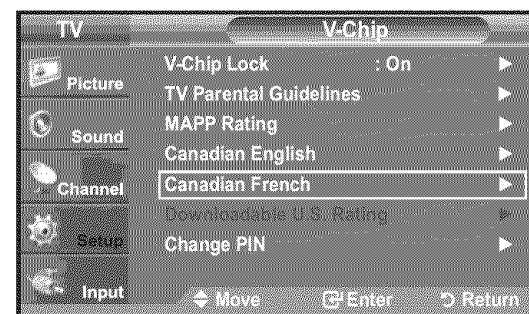 TV
V-Chip
Picture
Sound
Channel
Setup
Input
V-Chip Lock : On
TV Parental Guidelines
MAPP Rating
Canadian English
Canadian French
Downloadable U.S. Rating
Change PIN
Move Enter Return